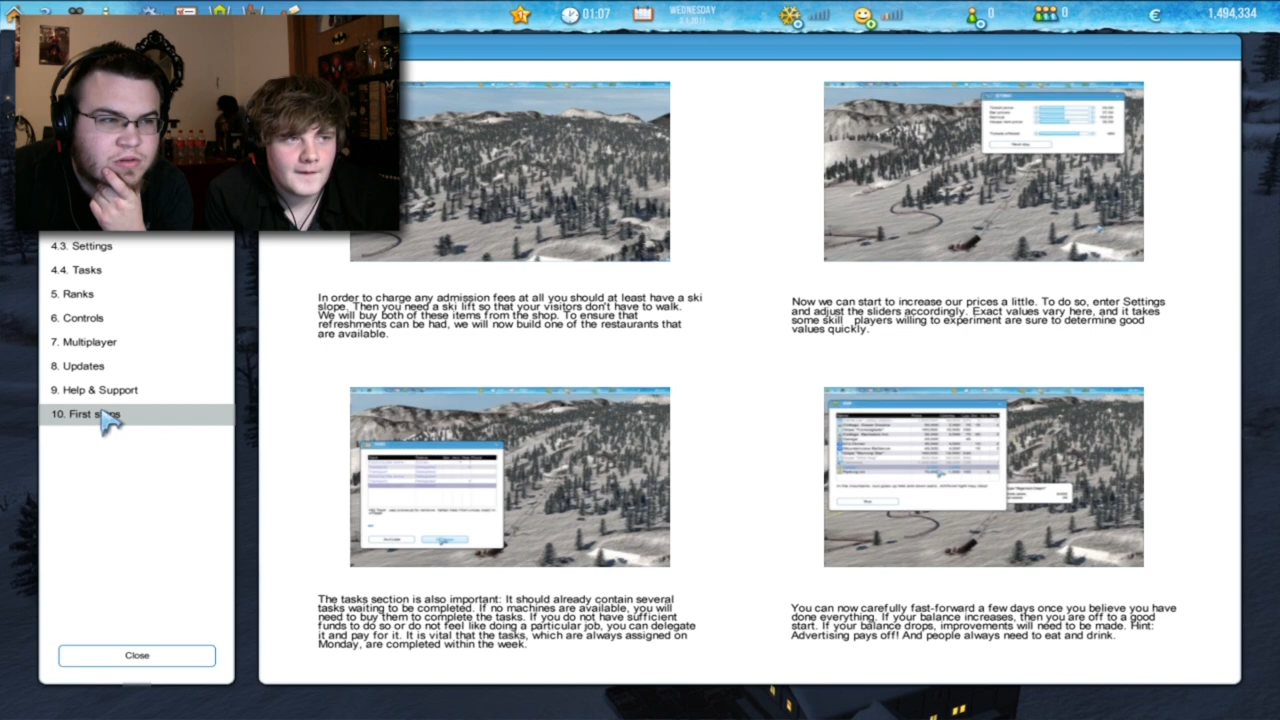 1
01:07
WEDNESDAY
0
0
€
1,494,334
4.3. Settings
4.4. Tasks
5. Ranks
6. Controls
7. Multiplayer
8. Updates
9. Help & Support
10. First steps
Close
In order to charge any admission fees at all you should at least have a ski
slope. Then you need a ski lift so that your visitors don't have to walk.
We will buy both of these items from the shop. To ensure that
refreshments can be had, we will now build one of the restaurants that
are available.
Now we can start to increase our prices a little. To do so, enter Settings
and adjust the sliders accordingly. Exact values vary here, and it takes
some skill players willing to experiment are sure to determine good
values quickly.
The tasks section is also important: It should already contain several
tasks waiting to be completed. If no machines are available, you will
need to buy them to complete the tasks. If you do not have sufficient
funds to do so or do not feel like doing a particular job, you can delegate
it and pay for it. It is vital that the tasks, which are always assigned on
Monday, are completed within the week.
You can now carefully fast-forward a few days once you believe you have
done everything. If your balance increases, then you are off to a good
start. If your balance drops, improvements will need to be made. Hint:
Advertising pays off! And people always need to eat and drink.